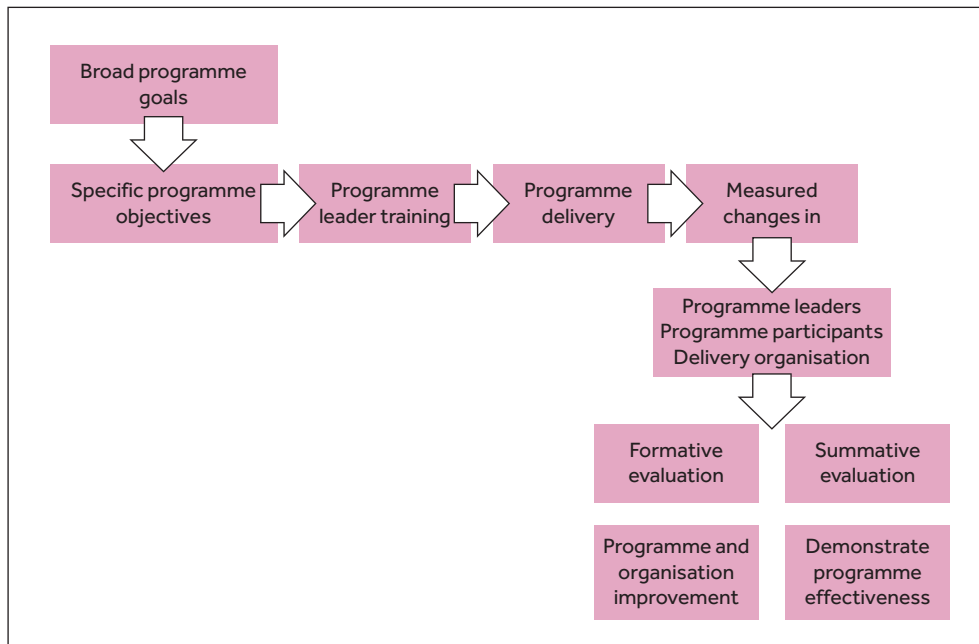 Broad programme
goals
Specific programme
objectives
Programme
leader training
Programme
delivery
Measured
changes in
Programme leaders
Programme participants
Delivery organisation
Formative
evaluation
Summative
evaluation
Programme and
organisation
improvement
Demonstrate
programme
effectiveness